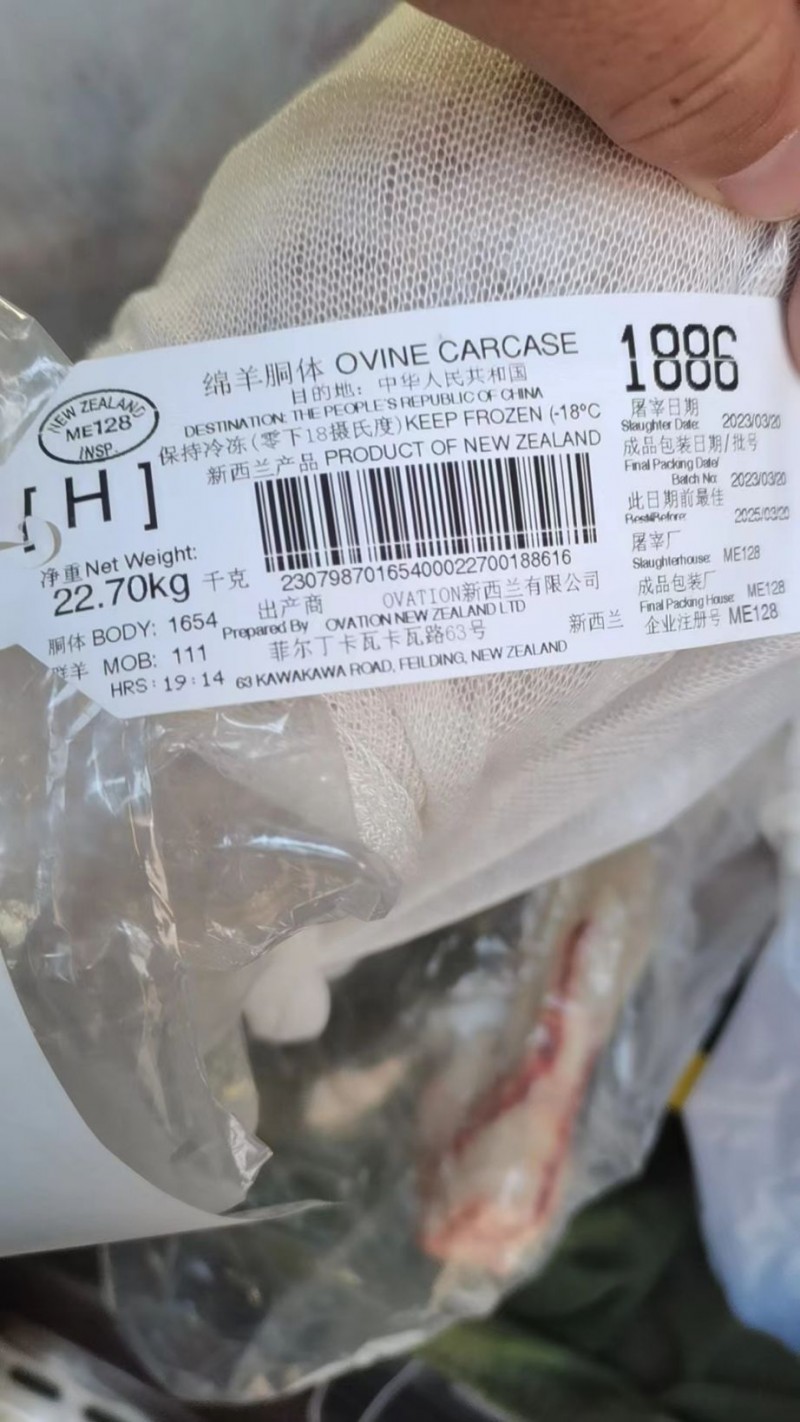 绵羊胴体 OVINE CARCASE
目的地: 中华人民共和国
DESTINATION: THE PEOPLE'S REPUBLIC OF CHINA
保持冷冻(零下18摄氏度)KEEP FROZEN (-18°C
新西兰产品 PRODUCT OF NEW ZEALAND
NEW ZEALAND
ME128
INSP.
[ H ]
净重 Net Weight:
22.70kg 千克
胴体 BODY: 1654
群羊 MOB: 111
HRS: 19:14
230798701654000022700188616
出产商 OVATION新西兰有限公司
Prepared By OVATION NEW ZEALAND LTD
菲尔丁卡瓦卡瓦路63号 新西兰
63 KAWAKAWA ROAD, FEILDING, NEW ZEALAND
1886
屠宰日期
Slaughter Date: 2023/03/20
成品包装日期/批号
Final Packing Date/
Batch No: 2023/03/20
此日期前最佳
Best Before: 2025/03/20
屠宰厂
Slaughterhouse: ME128
成品包装厂
Final Packing House: ME128
企业注册号 ME128